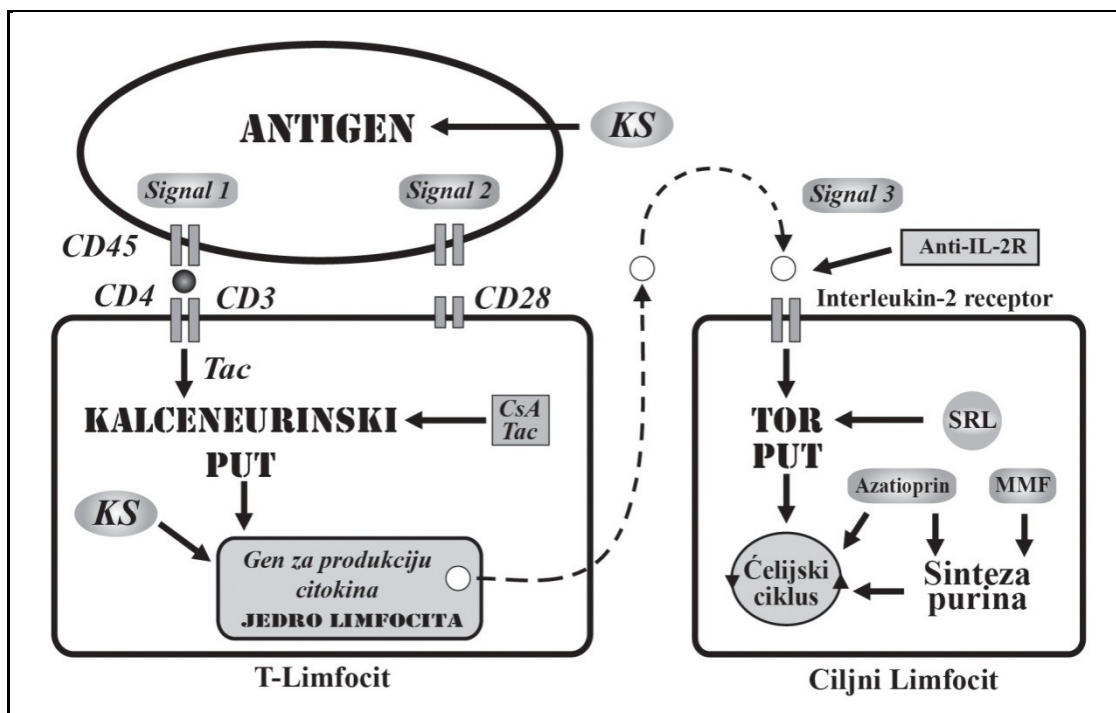 ANTIGEN
KS
Signal 1
Signal 2
Signal 3
CD45
Anti-IL-2R
CD4
CD3
CD28
Interleukin-2 receptor
Tac
KALCENEURINSKI
PUT
CsA
Tac
TOR
PUT
SRL
Azatioprin
MMF
KS
Gen za produkciju
citokina
JEDRO LIMFOCITA
Ćelijski
ciklus
Sinteza
purina
T-Limfocit
Ciljni Limfocit